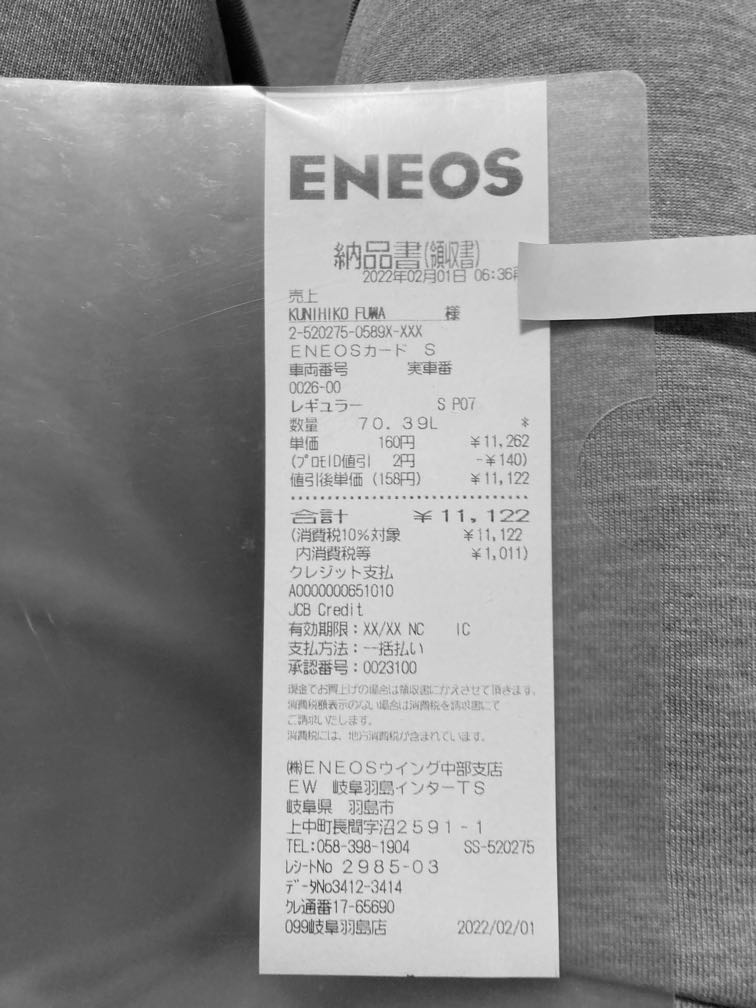 ENEOS
納品書(領収書)
2022年02月01日 06:36
売上
KUNIHIKO FUWA 様
2-520275-0589X-XXX
ENEOSカード S
車両番号 実車番
0026-00
レギュラー S P07
数量 70.39L *
単価 160円 ¥11,262
(プロモID値引 2円 -¥140)
値引後単価 (158円) ¥11,122
合計 ¥11,122
(消費税10%対象 ¥11,122
内消費税等 ¥1,011)
クレジット支払
A0000000651010
JCB Credit
有効期限:XX/XX NC IC
支払方法:一括払い
承認番号:0023100
現金でお買上げの場合は領収書にかえさせて頂きます。
消費税額表示のない場合は消費税を請求書にて
ご請求いたします。
消費税には、地方消費税が含まれています。
㈱ENEOSウイング中部支店
EW 岐阜羽島インターTS
岐阜県 羽島市
上中町長間字沼2591-1
TEL:058-398-1904 SS-520275
レシートNo 2985-03
データNo3412-3414
クレ通番17-65690
099岐阜羽島店 2022/02/01